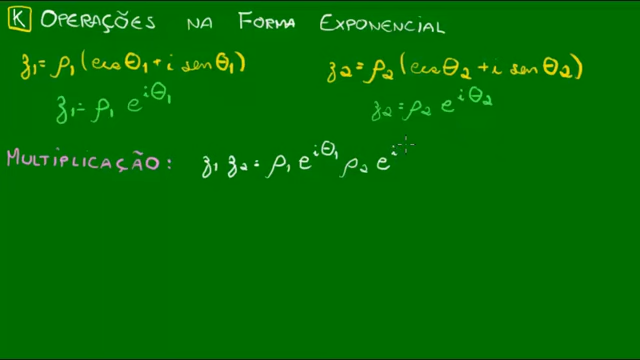 K OPERAÇÕES NA FORMA EXPONENCIAL
z1 = ρ1 (cos θ1 + i sen θ1) z2 = ρ2 (cos θ2 + i sen θ2)
z1 = ρ1 e^{iθ1} z2 = ρ2 e^{iθ2}
MULTIPLICAÇÃO: z1 z2 = ρ1 e^{iθ1} ρ2 e^{i